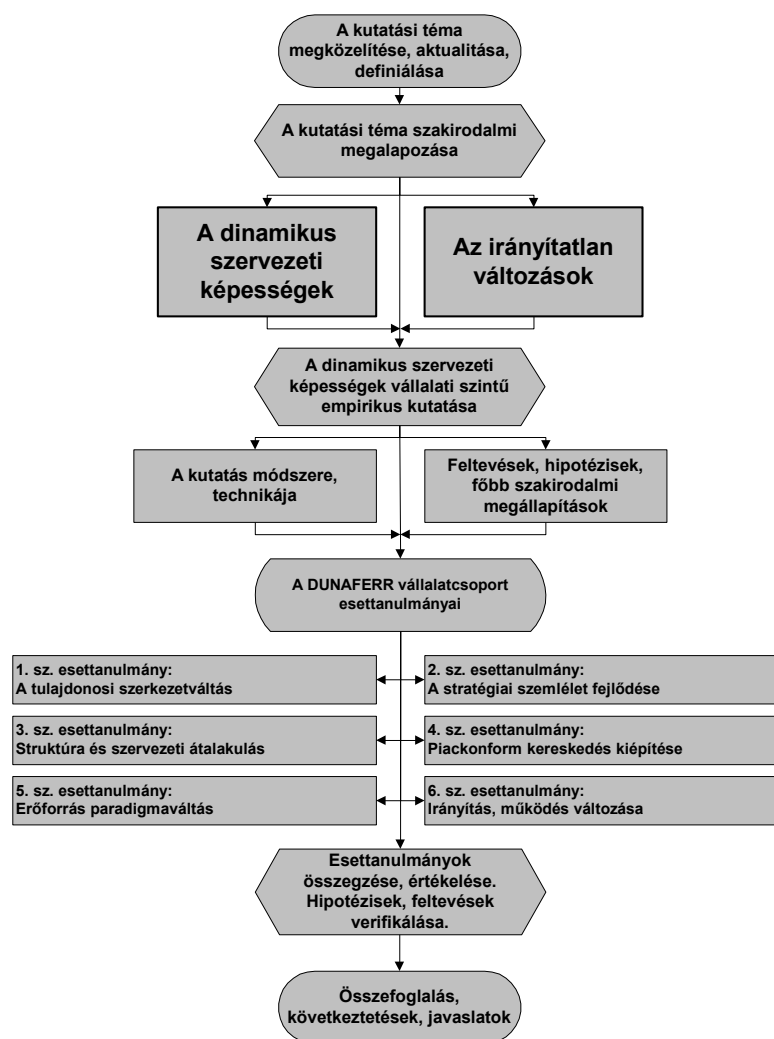 A kutatási téma
megközelítése, aktualitása,
definiálása
A kutatási téma szakirodalmi
megalapozása
A dinamikus
szervezeti
képességek
Az irányítatlan
változások
A dinamikus szervezeti
képességek vállalati szintű
empirikus kutatása
A kutatás módszere,
technikája
Feltevések, hipotézisek,
főbb szakirodalmi
megállapítások
A DUNAFERR vállalatcsoport
esettanulmányai
1. sz. esettanulmány:
A tulajdonosi szerkezetváltás
2. sz. esettanulmány:
A stratégiai szemlélet fejlődése
3. sz. esettanulmány:
Struktúra és szervezeti átalakulás
4. sz. esettanulmány:
Piackonform kereskedés kiépítése
5. sz. esettanulmány:
Erőforrás paradigmaváltás
6. sz. esettanulmány:
Irányítás, működés változása
Esettanulmányok
összegzése, értékelése.
Hipotézisek, feltevések
verifikálása.
Összefoglalás,
következtetések, javaslatok